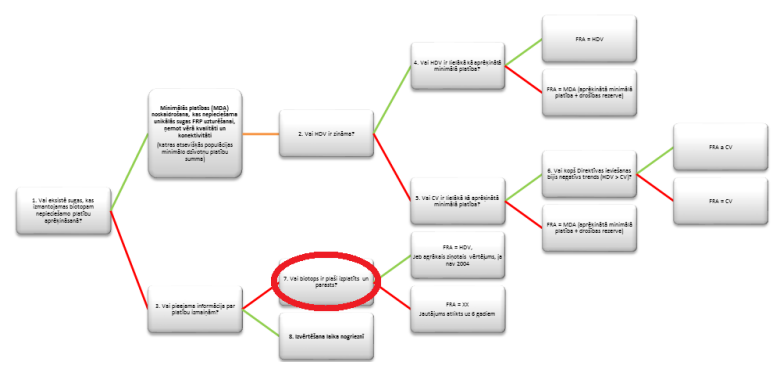 1. Vai eksistē sugas, kas
izmantojamas biotopam
nepieciešamo platību
aprēķināšanā?
Minimālās platības (MDA)
noskaidrošana, kas nepieciešama
unikālās sugas FRP uzturēšanai,
ņemot vērā kvalitāti un
konektivitāti
(katras atsevišķās populācijas
minimālo dzīvotņu platību
summa)
2. Vai HDV ir zināma?
4. Vai HDV ir lielākā kā aprēķinātā
minimālā platība?
FRA = HDV
FRA = MDA (aprēķinātā minimālā
platība + drošības rezerve)
5. Vai CV ir lielākā kā aprēķinātā
minimālā platība?
6. Vai kopš Direktīvas ieviešanas
bijis negatīvs trends (HDV > CV)?
FRA a CV
FRA = CV
FRA = MDA (aprēķinātā minimālā
platība + drošības rezerve)
3. Vai pieejama informācija par
platību izmaiņām?
7. Vai biotops ir plaši izplatīts un
parasts?
FRA = HDV,
jeb agrākais ziņotais vērtējums, ja
nav 2004
FRA = XX
Jautājums atlikts uz 6 gadiem
8. Izvērtēšana laika nogrieznī